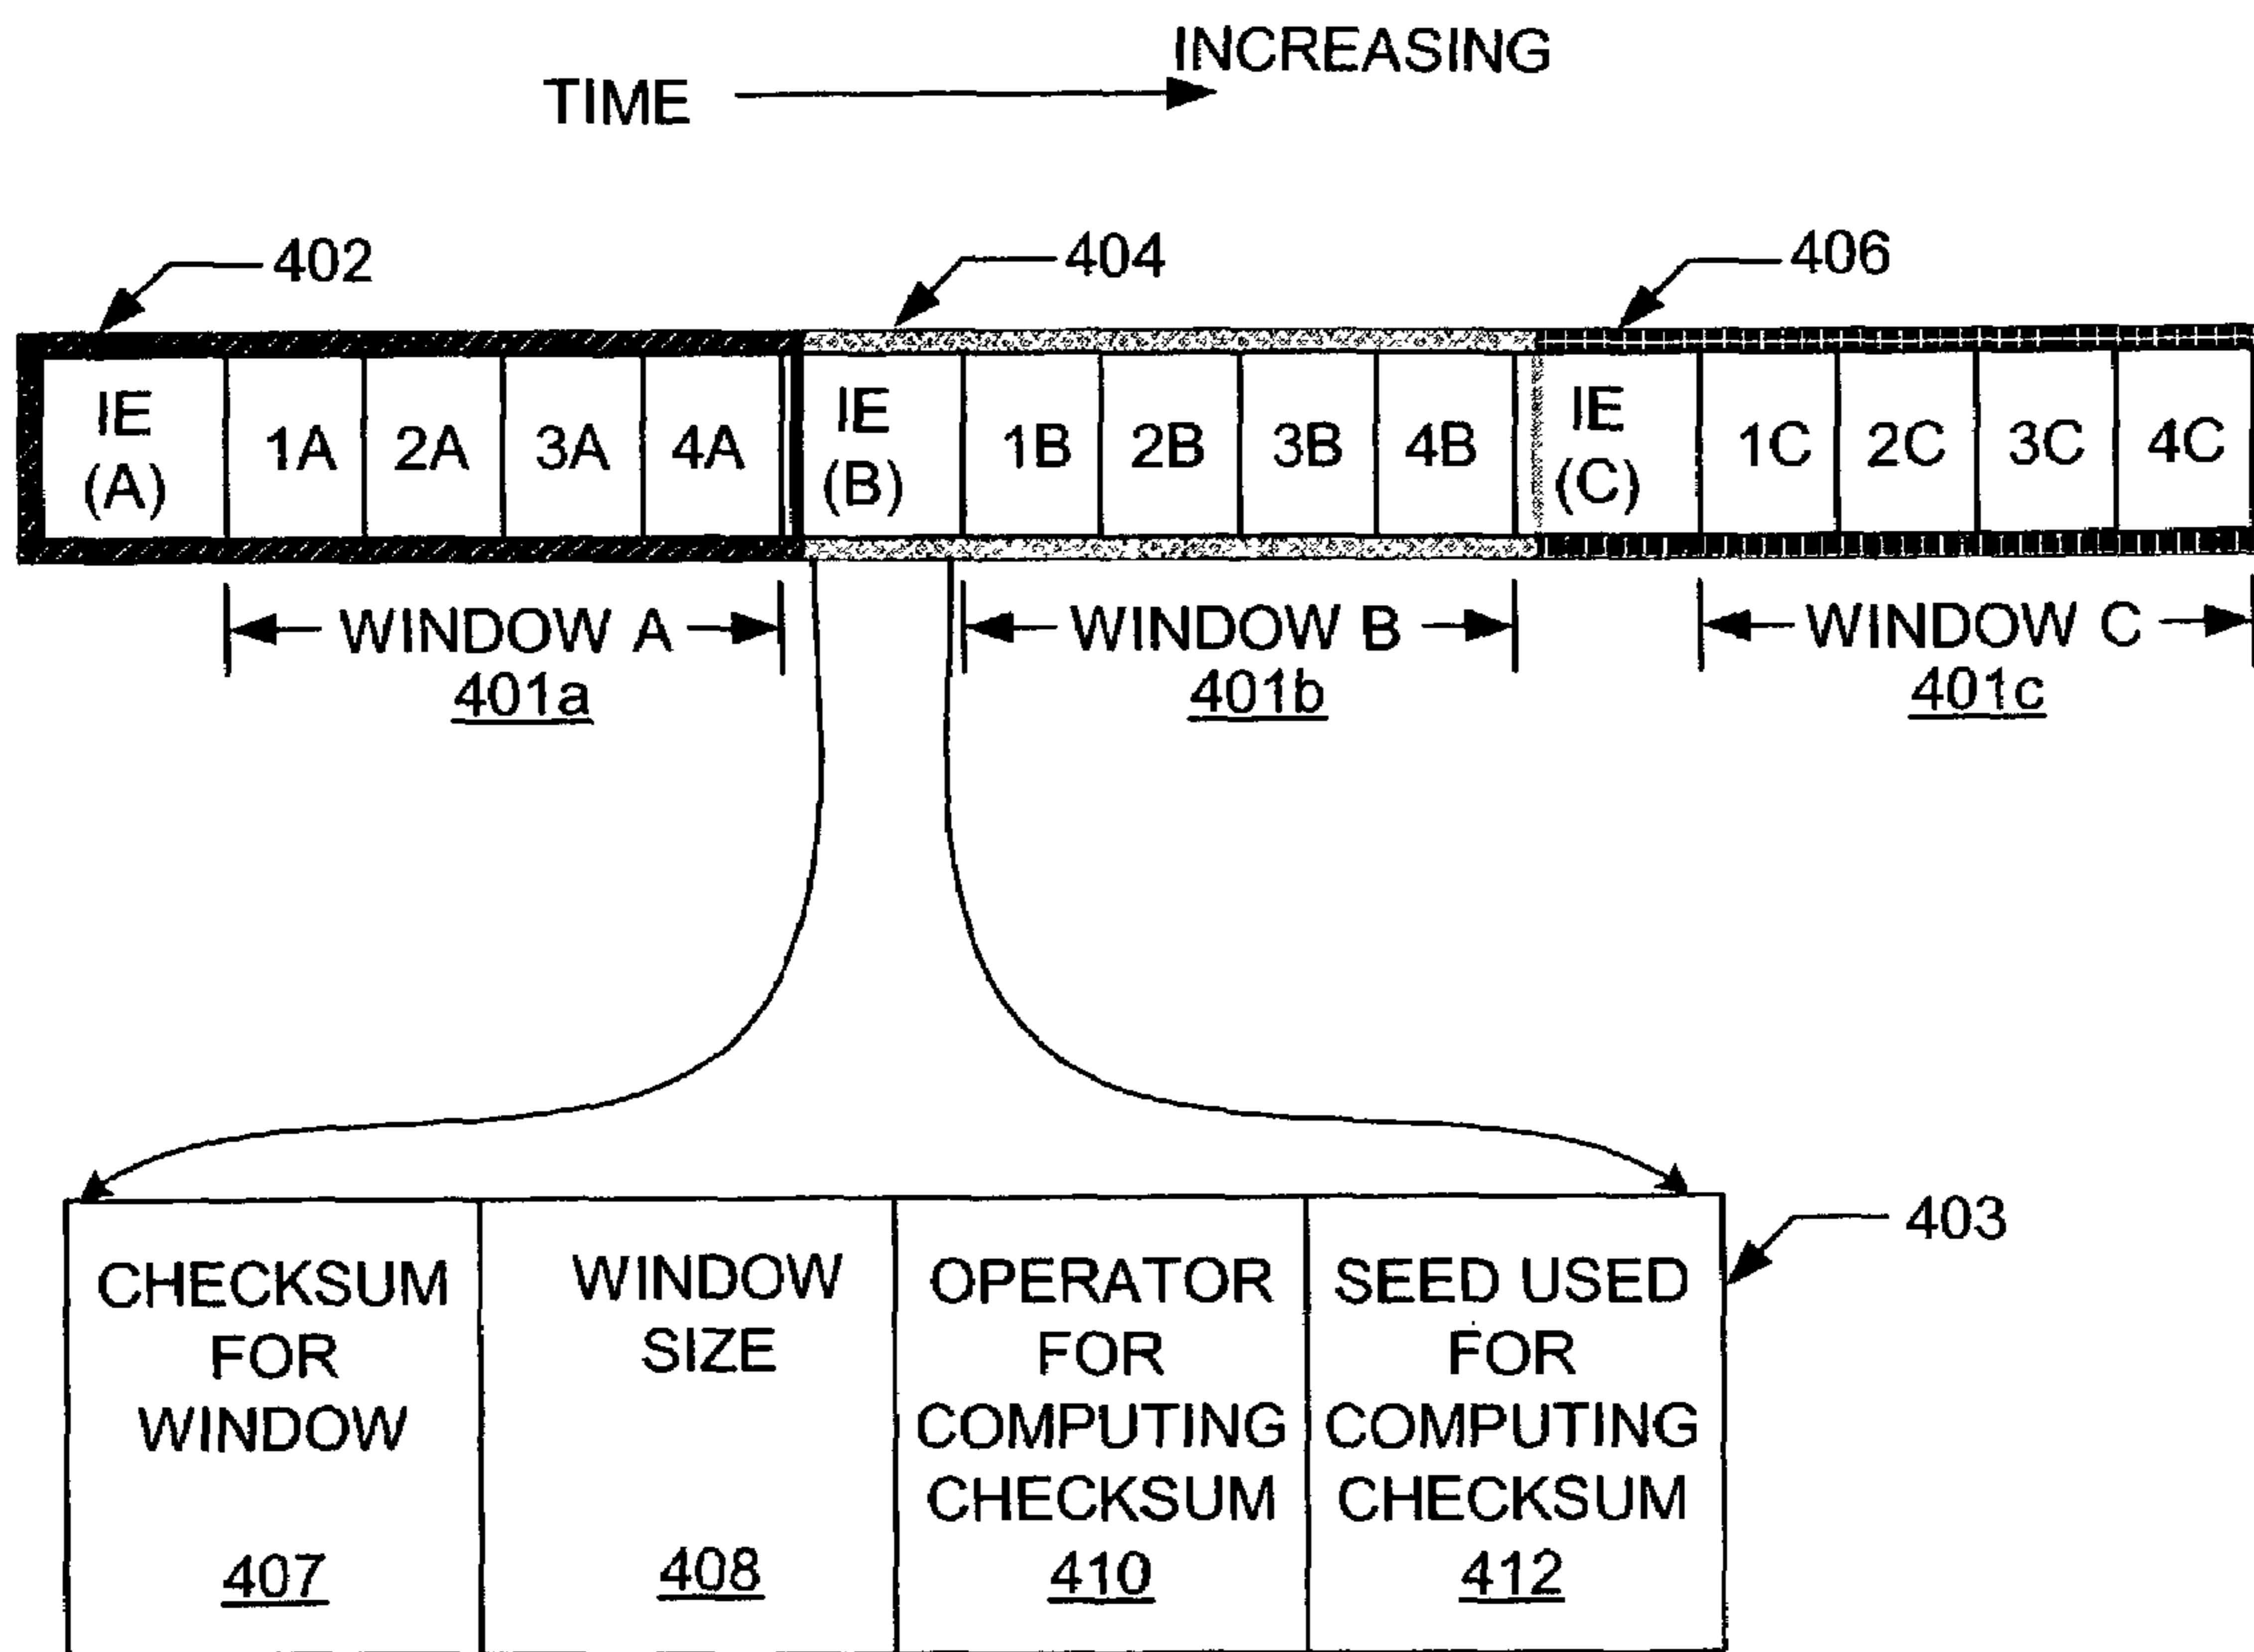 INCREASING
TIME
402
404
406
IE
(A)
1A
2A
3A
4A
IE
(B)
1B
2B
3B
4B
IE
(C)
1C
2C
3C
4C
WINDOW A
401a
WINDOW B
401b
WINDOW C
401c
403
CHECKSUM
FOR
WINDOW
407
WINDOW
SIZE
408
OPERATOR
FOR
COMPUTING
CHECKSUM
410
SEED USED
FOR
COMPUTING
CHECKSUM
412